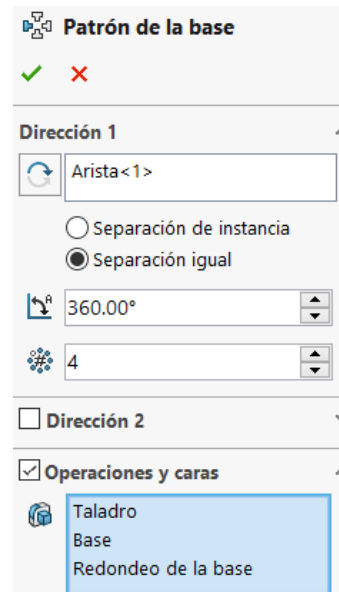 Patrón de la base
Dirección 1
Arista<1>
Separación de instancia
Separación igual
360.00°
4
Dirección 2
Operaciones y caras
Taladro
Base
Redondeo de la base